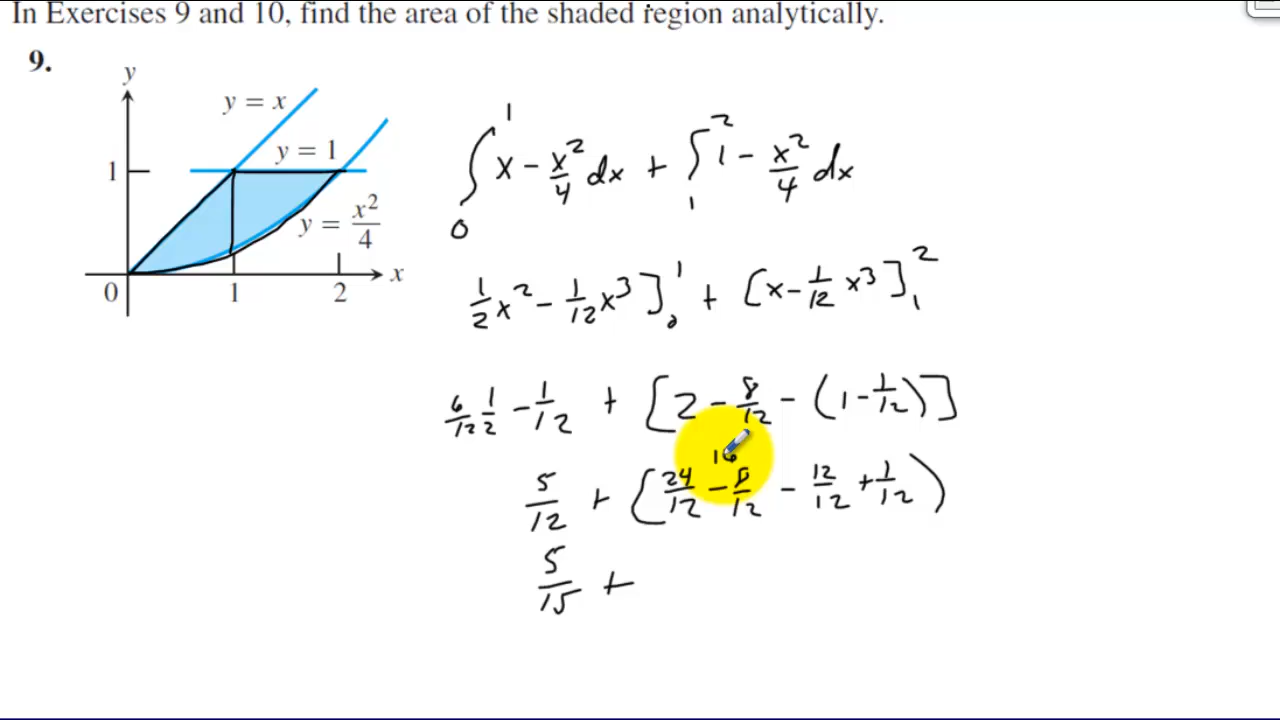 In Exercises 9 and 10, find the area of the shaded region analytically.
9.
y
y = x
y = 1
1
y = x²/4
x
0 1 2
∫₀¹ x - x²/4 dx + ∫₁² 1 - x²/4 dx
1/2 x² - 1/12 x³]₀¹ + [x - 1/12 x³]₁²
6/12 1/2 - 1/12 + [2 - 8/12 - (1 - 1/12)]
16
5/12 + (24/12 - 8/12 - 12/12 + 1/12)
5/15 +